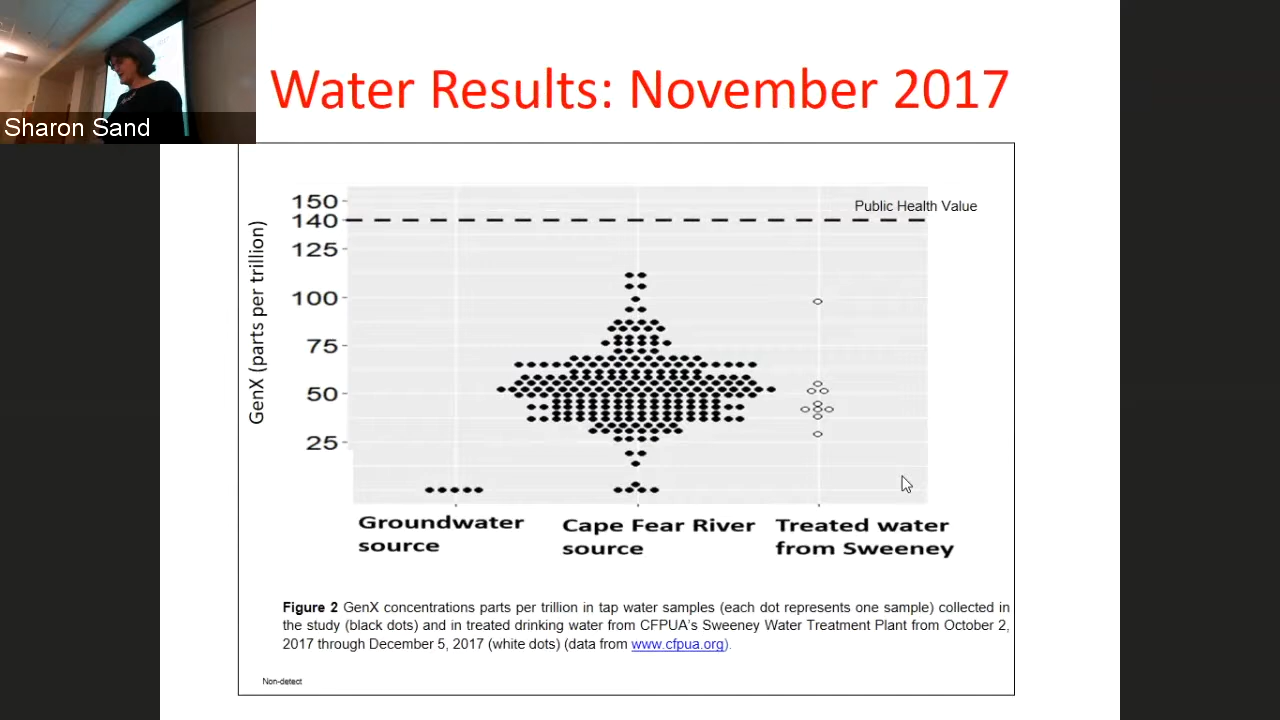 Sharon Sand
Water Results: November 2017
GenX (parts per trillion)
150
140
125
100
75
50
25
Public Health Value
Groundwater
source
Cape Fear River
source
Treated water
from Sweeney
Figure 2 GenX concentrations parts per trillion in tap water samples (each dot represents one sample) collected in
the study (black dots) and in treated drinking water from CFPUA's Sweeney Water Treatment Plant from October 2,
2017 through December 5, 2017 (white dots) (data from www.cfpua.org).
Non-detect